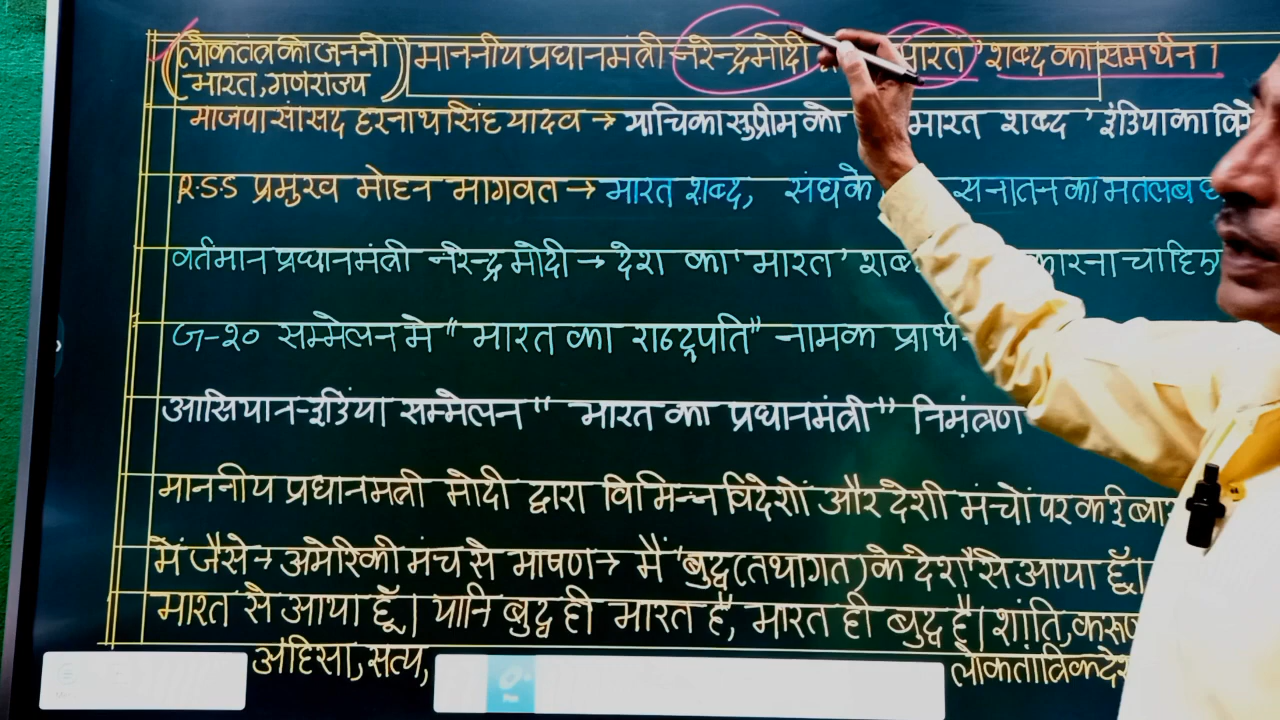 (लोकतंत्र की जननी) माननीय प्रधानमंत्री नरेन्द्रमोदी भारत' शब्द का समर्थन।
भारत, गणराज्य
भाजपा सांसद हरनाथ सिंह यादव → याचिका सुप्रीम को भारत शब्द ' इंडिया का
R.S.S प्रमुख मोहन भागवत → भारत शब्द, संघ के सनातन का मतलब
वर्तमान प्रधानमंत्री नरेन्द्र मोदी → देश का 'भारत' चाहिए
G-२० सम्मेलन मे " भारत का राष्ट्रपति" नामक
आसियान-इंडिया सम्मेलन " भारत का प्रधानमंत्री" निमंत्रण
माननीय प्रधानमंत्री मोदी द्वारा विभिन्न विदेशों और देशी मंचों पर कई
में जैसे → अमेरिकी मंच से भाषण → मैं 'बुद्ध (तथागत) के देश' से आया हूँ।
भारत से आया हूँ। यानि बुद्ध ही भारत है, भारत ही बुद्ध है। शांति,
अहिंसा, सत्य, लोकतांत्रिक